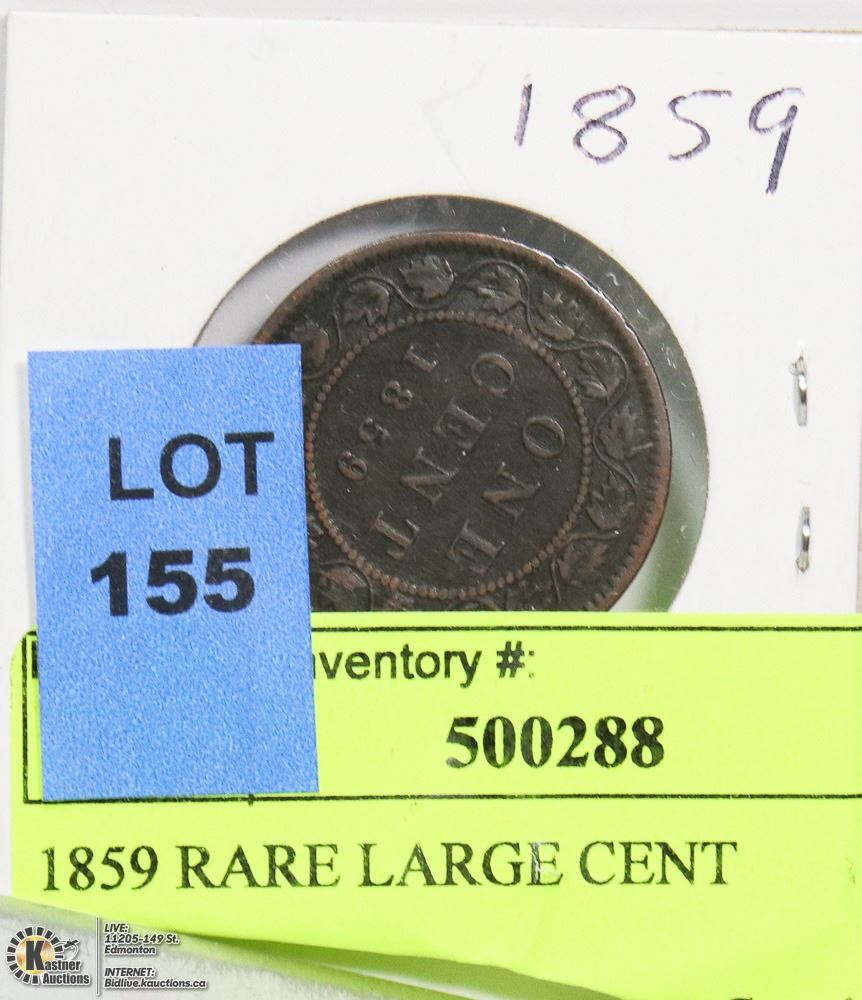 1859
ONE
CENT
1859
LOT
155
nventory #:
500288
1859 RARE LARGE CENT
Kastner
Auctions
LIVE:
11205-149 St.
Edmonton
INTERNET:
Bidlive.kauctions.ca